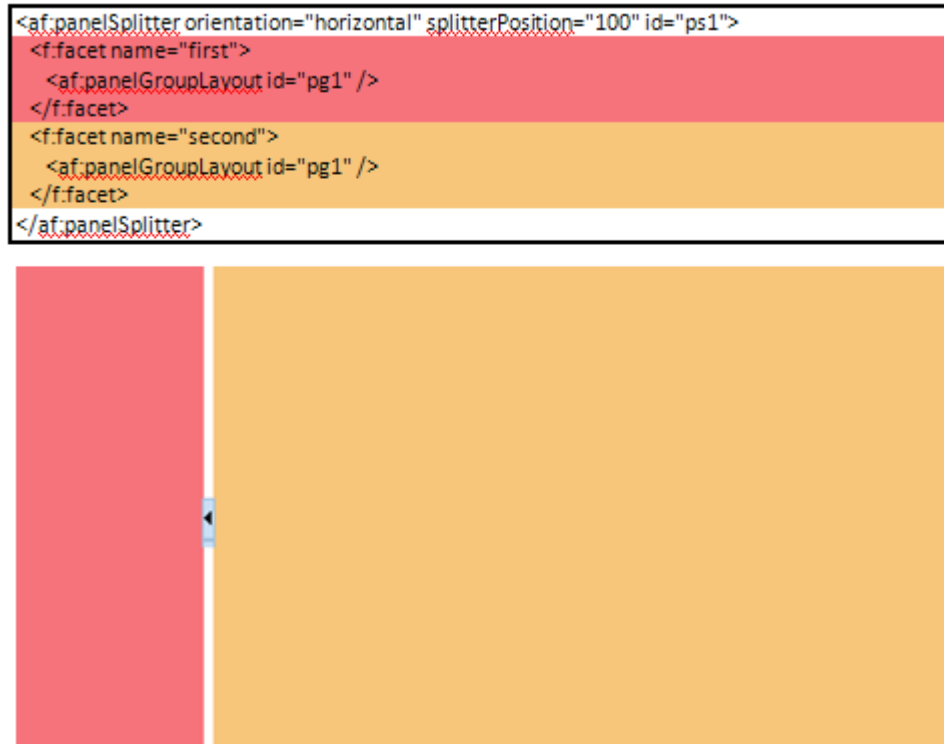 <af:panelSplitter orientation="horizontal" splitterPosition="100" id="ps1">
<f:facet name="first">
<af:panelGroupLayout id="pg1" />
</f:facet>
<f:facet name="second">
<af:panelGroupLayout id="pg1" />
</f:facet>
</af:panelSplitter>